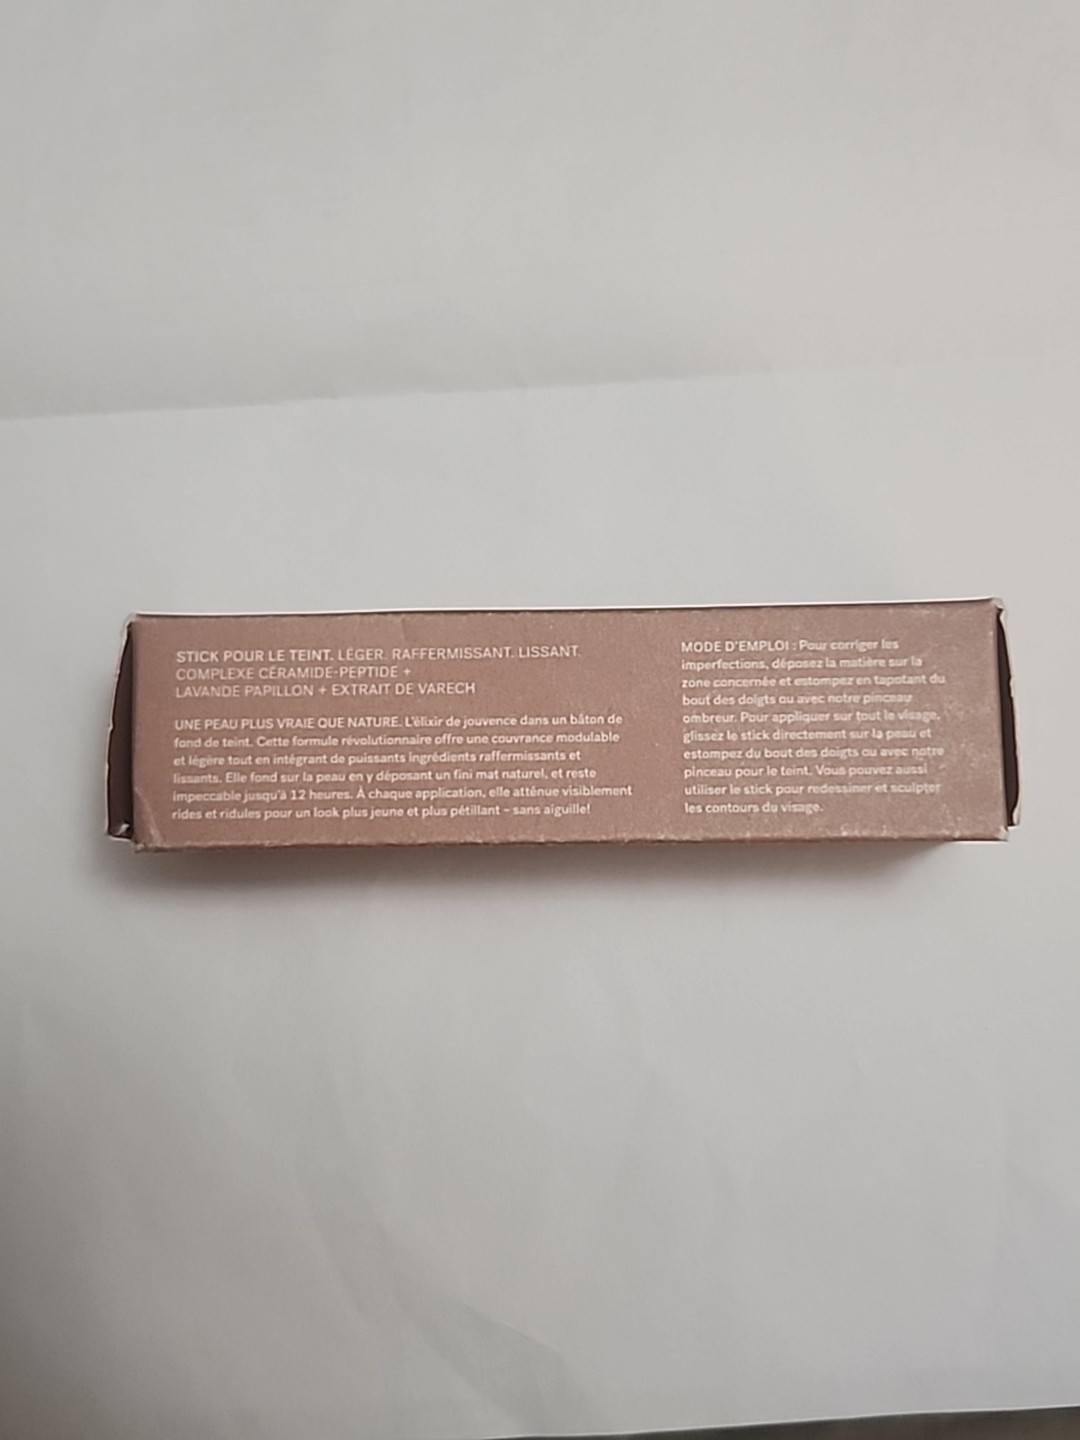 STICK POUR LE TEINT. LÉGER. RAFFERMISSANT. LISSANT.
COMPLEXE CÉRAMIDE-PEPTIDE +
LAVANDE PAPILLON + EXTRAIT DE VARECH
UNE PEAU PLUS VRAIE QUE NATURE. L'élixir de jouvence dans un bâton de
fond de teint. Cette formule révolutionnaire offre une couvrance modulable
et légère tout en intégrant de puissants ingrédients raffermissants et
lissants. Elle fond sur la peau en y déposant un fini mat naturel, et reste
impeccable jusqu'à 12 heures. À chaque application, elle atténue visiblement
rides et ridules pour un look plus jeune et plus pétillant – sans aiguille!
MODE D'EMPLOI : Pour corriger les
imperfections, déposez la matière sur la
zone concernée et estompez en tapotant du
bout des doigts ou avec notre pinceau
ombreur. Pour appliquer sur tout le visage,
glissez le stick directement sur la peau et
estompez du bout des doigts ou avec notre
pinceau pour le teint. Vous pouvez aussi
utiliser le stick pour redessiner et sculpter
les contours du visage.